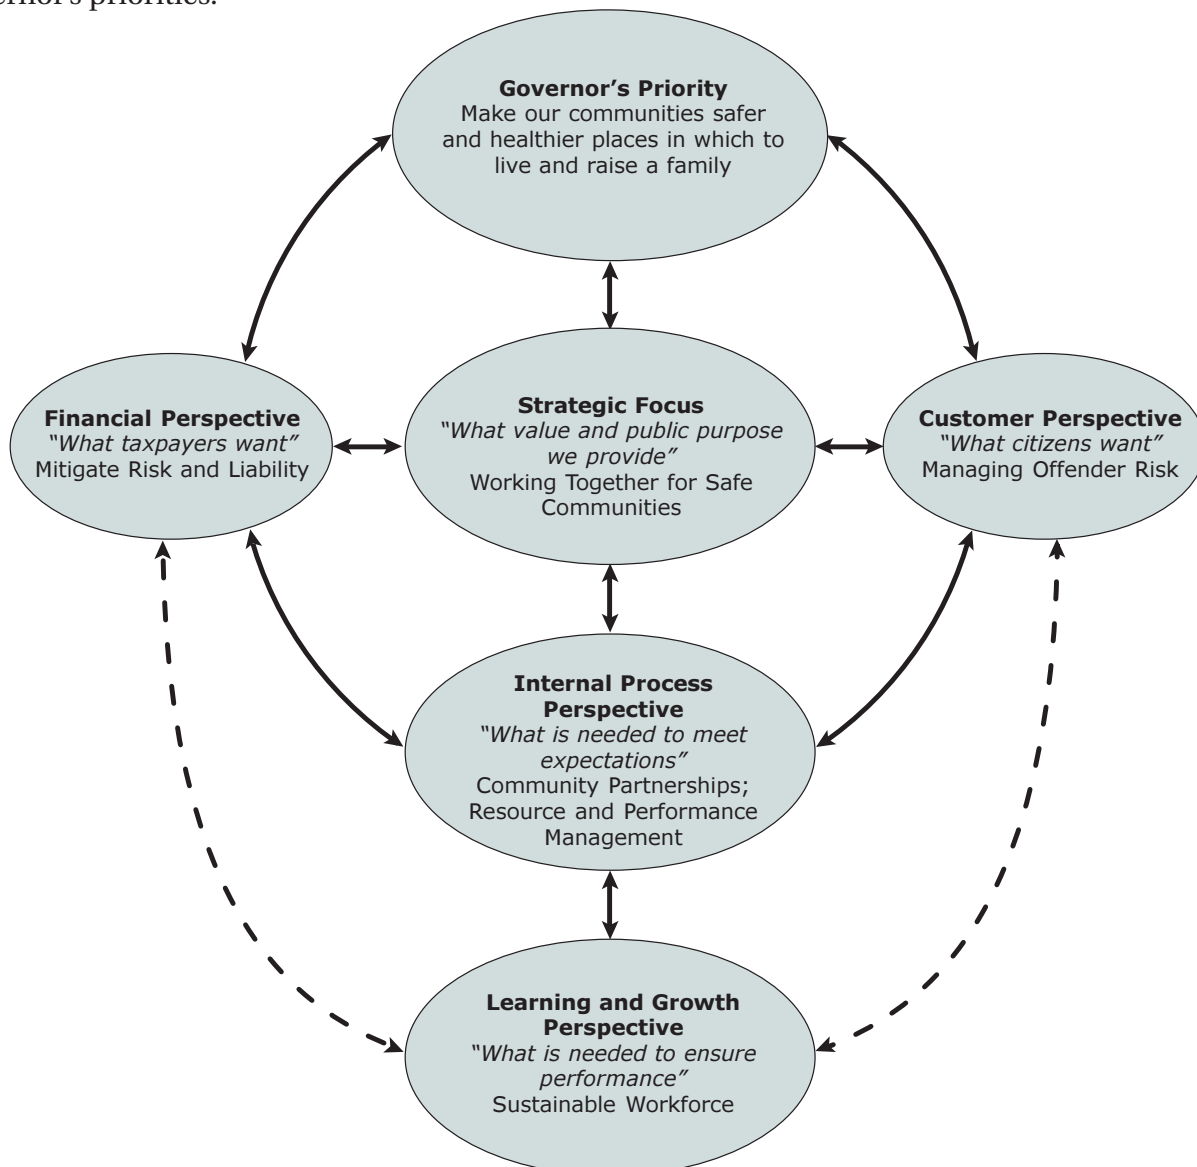 ernor's priorities.
Governor’s Priority
Make our communities safer
and healthier places in which to
live and raise a family
Financial Perspective
“What taxpayers want”
Mitigate Risk and Liability
Strategic Focus
“What value and public purpose
we provide”
Working Together for Safe
Communities
Customer Perspective
“What citizens want”
Managing Offender Risk
Internal Process
Perspective
“What is needed to meet
expectations”
Community Partnerships;
Resource and Performance
Management
Learning and Growth
Perspective
“What is needed to ensure
performance”
Sustainable Workforce